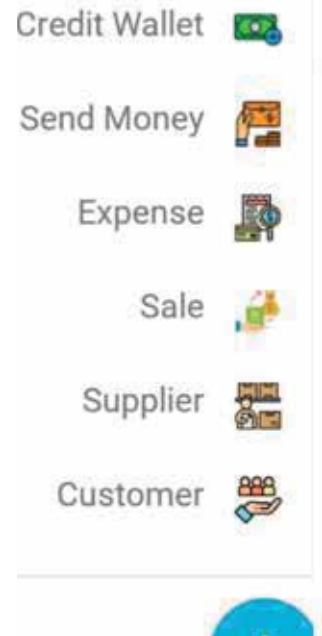 Credit Wallet
Send Money
Expense
Sale
Supplier
Customer